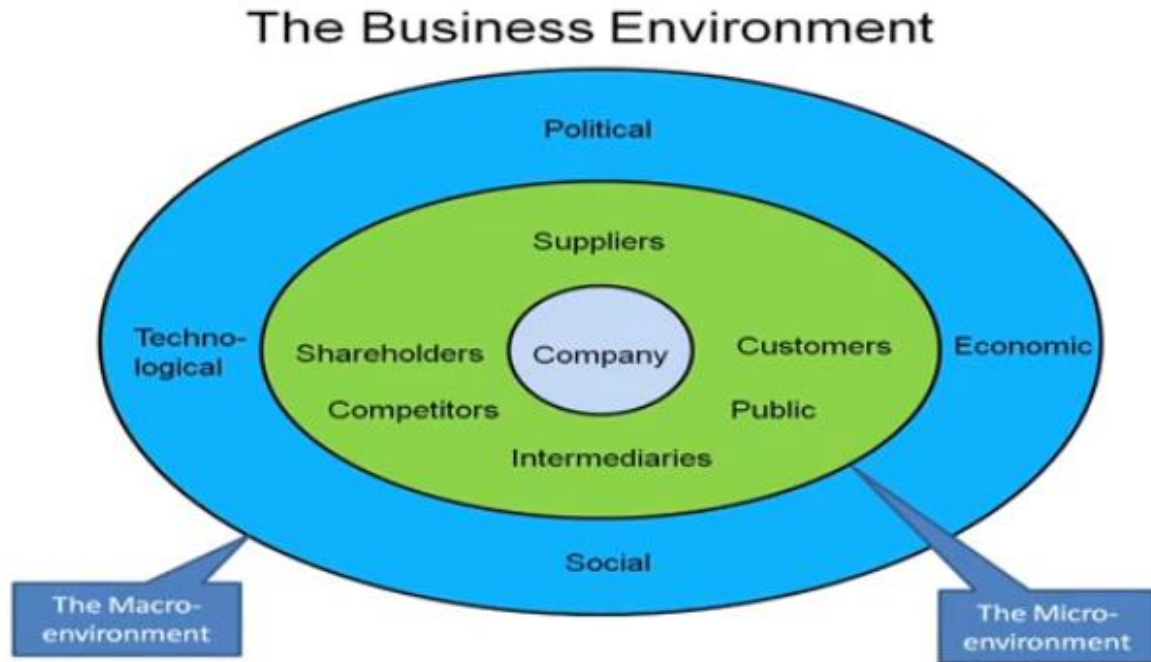 The Business Environment
Political
Suppliers
Techno-
logical
Shareholders
Company
Customers
Economic
Competitors
Public
Intermediaries
Social
The Macro-
environment
The Micro-
environment